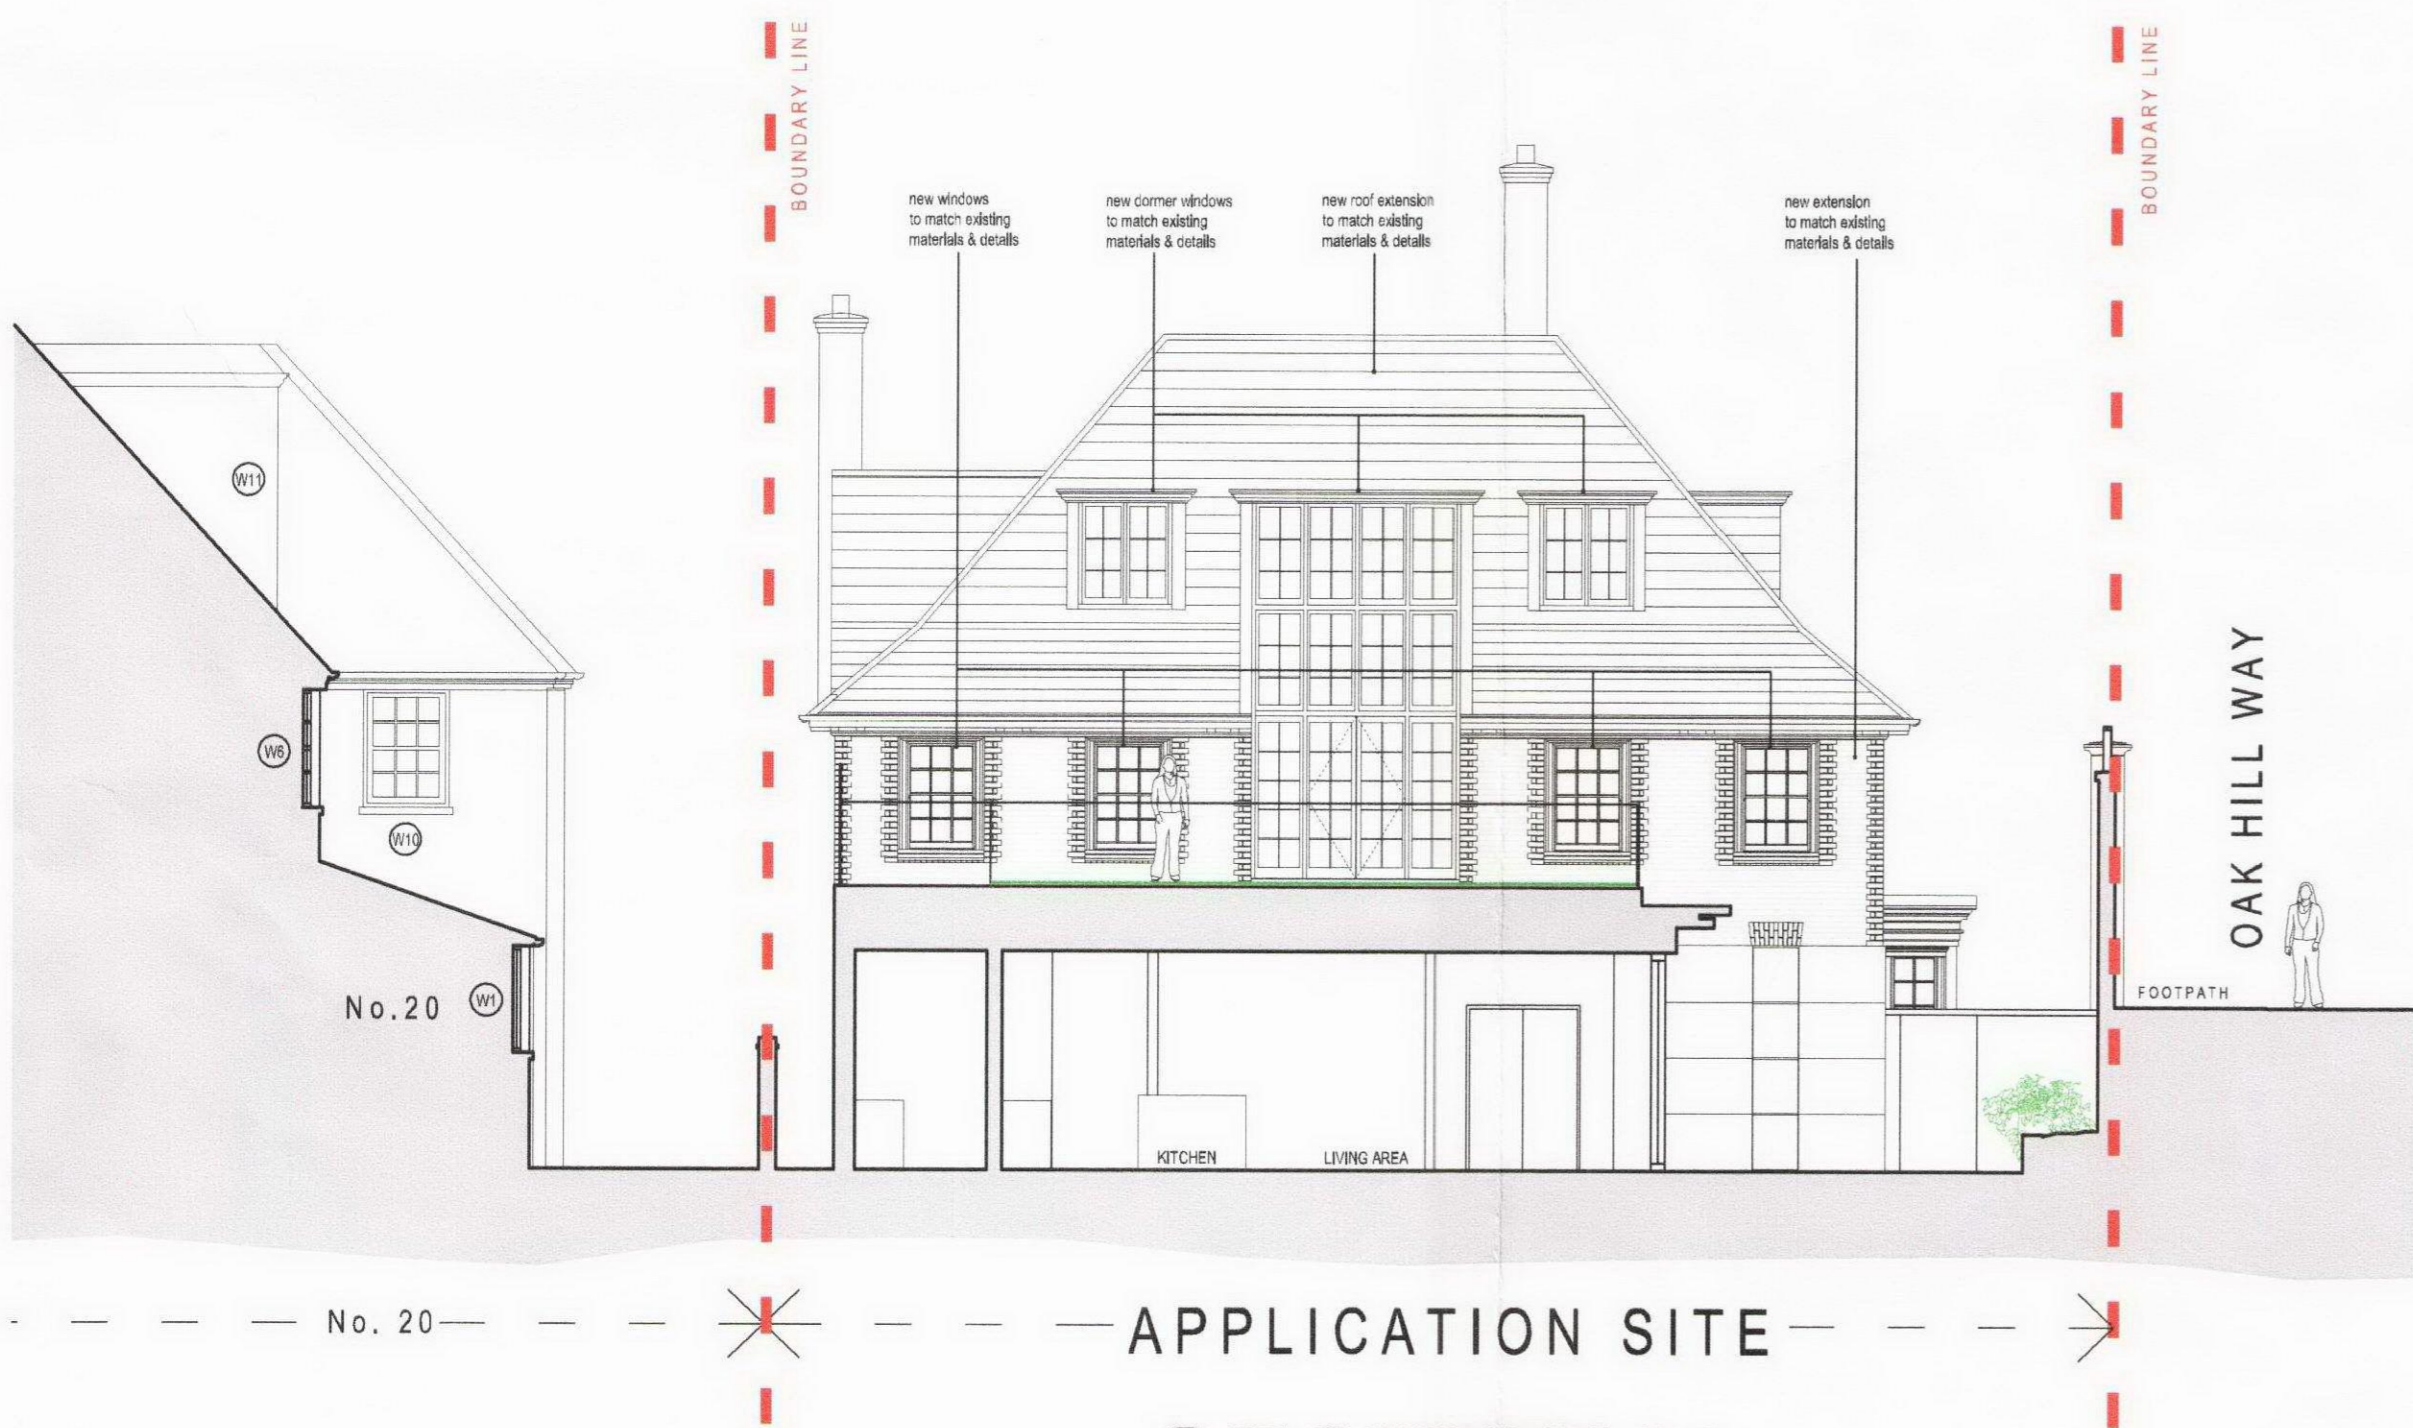 BOUNDARY LINE
BOUNDARY LINE
new windows
to match existing
materials & details
new dormer windows
to match existing
materials & details
new roof extension
to match existing
materials & details
new extension
to match existing
materials & details
W11
W6
W10
No.20
W1
OAK HILL WAY
FOOTPATH
KITCHEN
LIVING AREA
No. 20
APPLICATION SITE